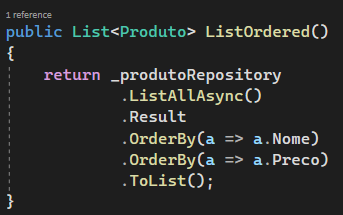 1 reference
public List<Produto> ListOrdered()
{
    return _produtoRepository
            .ListAllAsync()
            .Result
            .OrderBy(a => a.Nome)
            .OrderBy(a => a.Preco)
            .ToList();
}